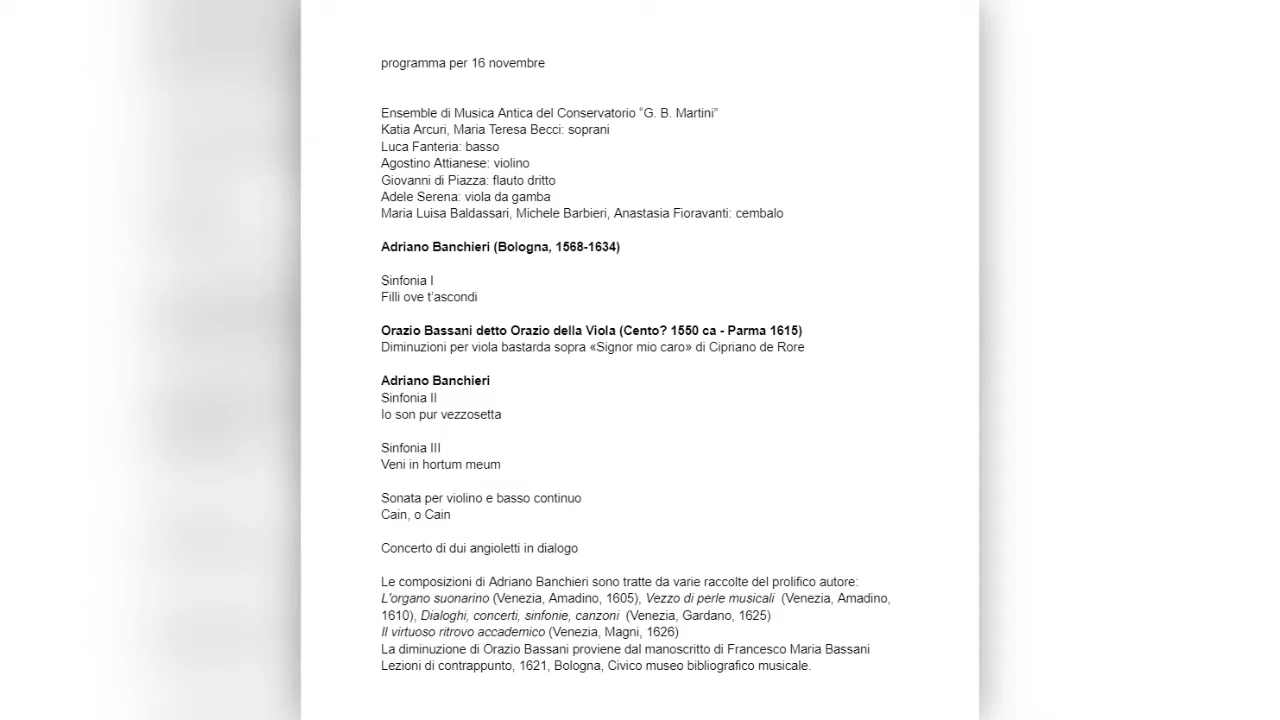 programma per 16 novembre
Ensemble di Musica Antica del Conservatorio “G. B. Martini”
Katia Arcuri, Maria Teresa Becci: soprani
Luca Fanteria: basso
Agostino Attianese: violino
Giovanni di Piazza: flauto dritto
Adele Serena: viola da gamba
Maria Luisa Baldassari, Michele Barbieri, Anastasia Fioravanti: cembalo
Adriano Banchieri (Bologna, 1568-1634)
Sinfonia I
Filli ove t’ascondi
Orazio Bassani detto Orazio della Viola (Cento? 1550 ca - Parma 1615)
Diminuzioni per viola bastarda sopra «Signor mio caro» di Cipriano de Rore
Adriano Banchieri
Sinfonia II
Io son pur vezzosetta
Sinfonia III
Veni in hortum meum
Sonata per violino e basso continuo
Cain, o Cain
Concerto di dui angioletti in dialogo
Le composizioni di Adriano Banchieri sono tratte da varie raccolte del prolifico autore:
L'organo suonarino (Venezia, Amadino, 1605), Vezzo di perle musicali (Venezia, Amadino,
1610), Dialoghi, concerti, sinfonie, canzoni (Venezia, Gardano, 1625)
Il virtuoso ritrovo accademico (Venezia, Magni, 1626)
La diminuzione di Orazio Bassani proviene dal manoscritto di Francesco Maria Bassani
Lezioni di contrappunto, 1621, Bologna, Civico museo bibliografico musicale.